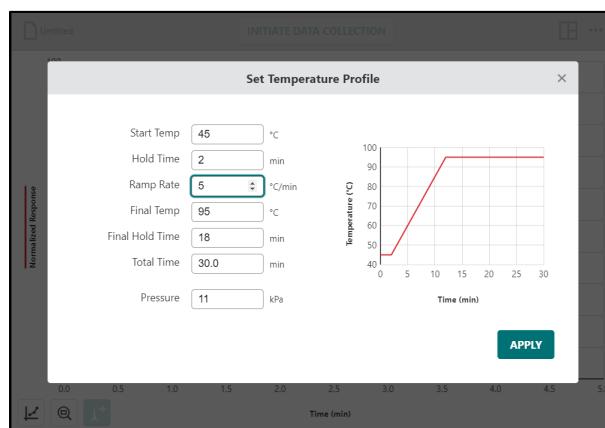 Untitled
INITIATE DATA COLLECTION
Set Temperature Profile
Start Temp 45 °C
Hold Time 2 min
Ramp Rate 5 °C/min
Final Temp 95 °C
Final Hold Time 18 min
Total Time 30.0 min
Pressure 11 kPa
Temperature (°C)
100
90
80
70
60
50
40
0 5 10 15 20 25 30
Time (min)
APPLY
Normalized Response
0.0 0.5 1.0 1.5 2.0 2.5 3.0 3.5 4.0 4.5
Time (min)